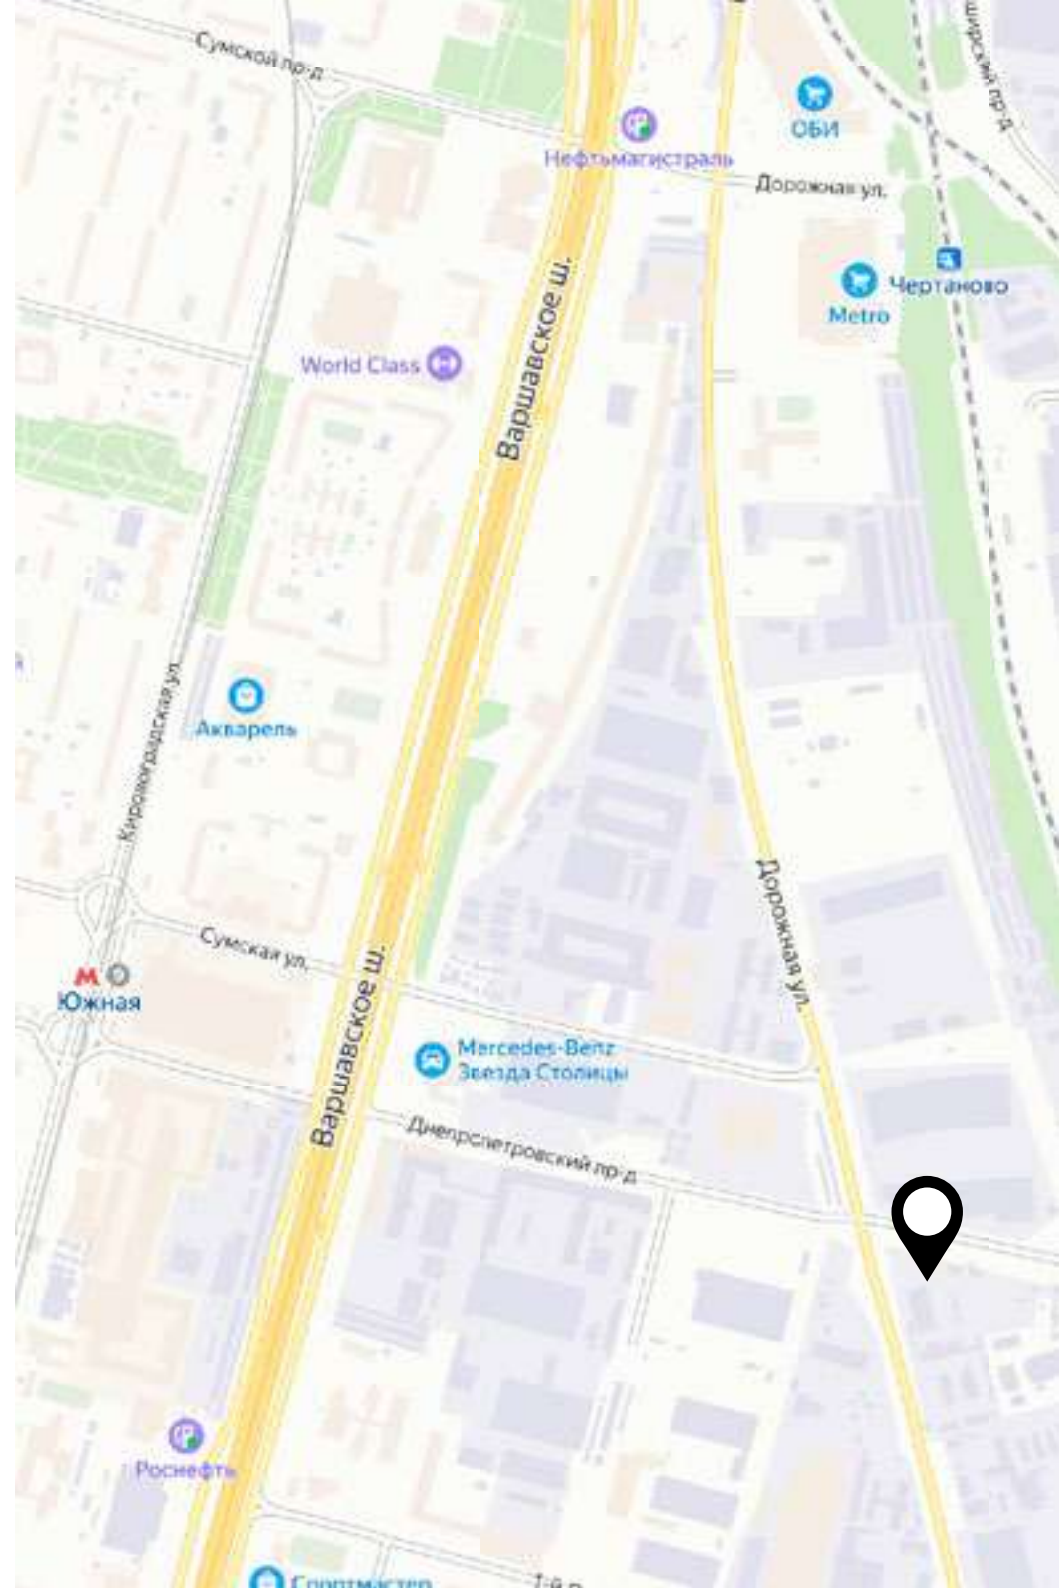 Сумской пр-д
ОБИ
Нефтьмагистраль
Дорожная ул.
Чертаново
Metro
Варшавское ш.
World Class
Кировоградская ул.
Акварель
Дорожная ул.
Сумская ул.
Южная
Варшавское ш.
Mercedes-Benz
Звезда Столицы
Днепропетровский пр-д
Роснефть
Спортмастер